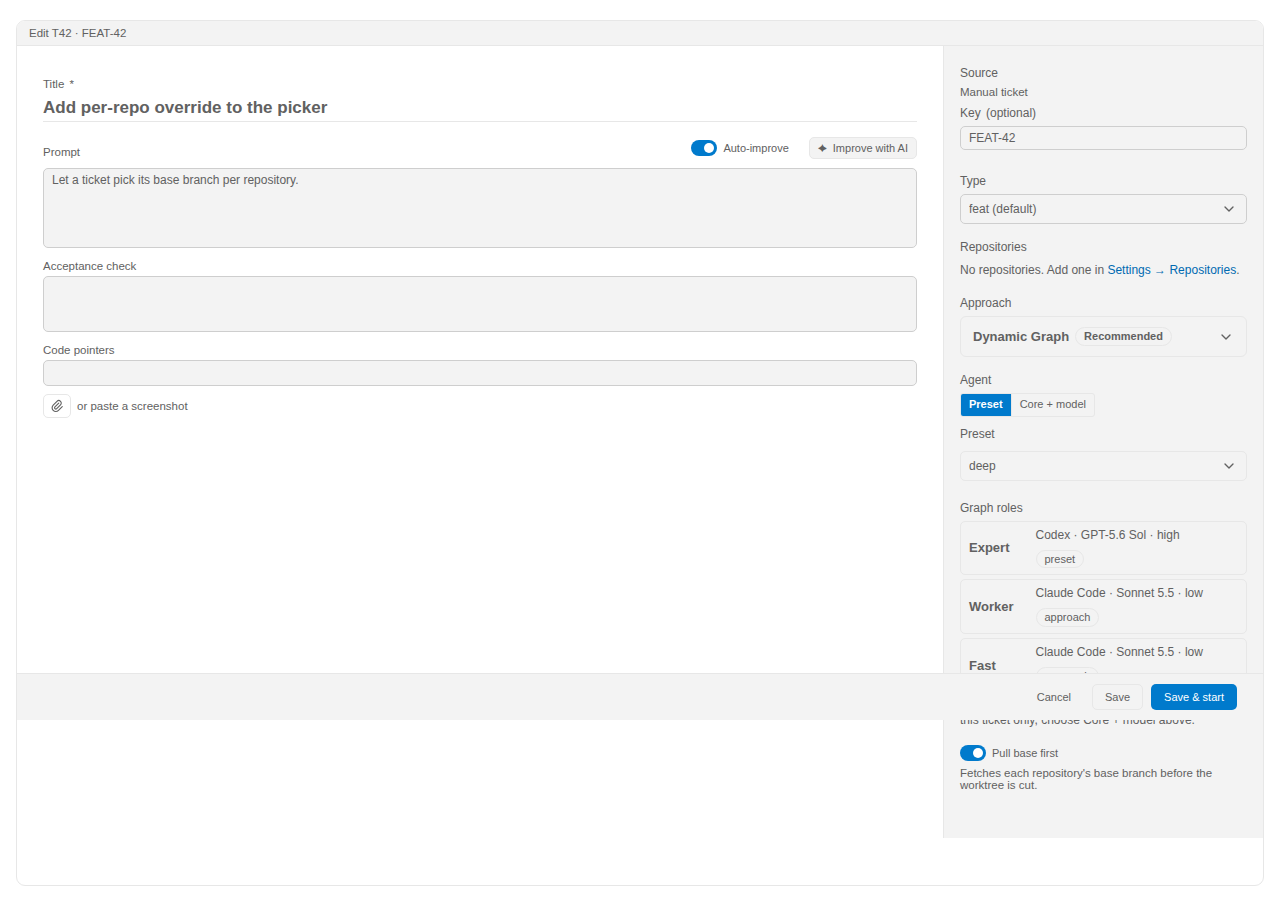 Edit T42 · FEAT-42
Title *
Add per-repo override to the picker
Prompt
Auto-improve
Improve with AI
Let a ticket pick its base branch per repository.
Acceptance check
Code pointers
or paste a screenshot
Source
Manual ticket
Key (optional)
FEAT-42
Type
feat (default)
Repositories
No repositories. Add one in Settings → Repositories.
Approach
Dynamic Graph Recommended
Agent
Preset Core + model
Preset
deep
Graph roles
Expert
Codex · GPT-5.6 Sol · high
preset
Worker
Claude Code · Sonnet 5.5 · low
approach
Fast
Claude Code · Sonnet 5.5 · low
Cancel Save Save & start
this ticket only, choose Core + model above.
Pull base first
Fetches each repository's base branch before the
worktree is cut.